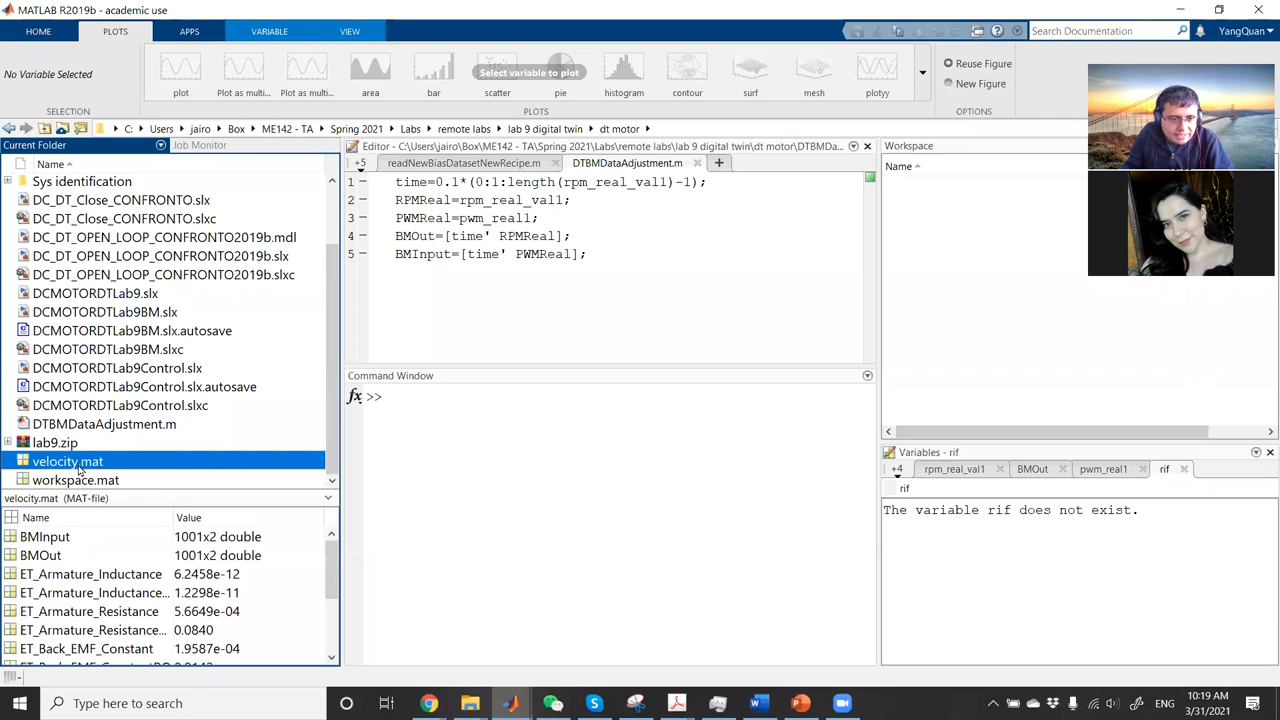 MATLAB R2019b - academic use
HOME PLOTS APPS VARIABLE VIEW
Search Documentation
YangQuan
No Variable Selected
plot Plot as multi... Plot as multi... area bar scatter pie histogram contour surf mesh plotyy
Select variable to plot
Reuse Figure
New Figure
SELECTION PLOTS OPTIONS
C: Users jairo Box ME142 - TA Spring 2021 Labs remote labs lab 9 digital twin dt motor
Current Folder
Job Monitor
Name
Sys identification
DC_DT_Close_CONFRONTO.slx
DC_DT_Close_CONFRONTO.slxc
DC_DT_OPEN_LOOP_CONFRONTO2019b.mdl
DC_DT_OPEN_LOOP_CONFRONTO2019b.slx
DC_DT_OPEN_LOOP_CONFRONTO2019b.slxc
DCMOTORDTLab9.slx
DCMOTORDTLab9BM.slx
DCMOTORDTLab9BM.slx.autosave
DCMOTORDTLab9BM.slxc
DCMOTORDTLab9Control.slx
DCMOTORDTLab9Control.slx.autosave
DCMOTORDTLab9Control.slxc
DTBMDataAdjustment.m
lab9.zip
velocity.mat
workspace.mat
velocity.mat (MAT-file)
Name Value
BMInput 1001x2 double
BMOut 1001x2 double
ET_Armature_Inductance 6.2458e-12
ET_Armature_Inductance... 1.2298e-11
ET_Armature_Resistance 5.6649e-04
ET_Armature_Resistance... 0.0840
ET_Back_EMF_Constant 1.9587e-04
Editor - C:\Users\jairo\Box\ME142 - TA\Spring 2021\Labs\remote labs\lab 9 digital twin\dt motor\DTBMDa...
+5 readNewBiasDatasetNewRecipe.m DTBMDataAdjustment.m
1 time=0.1*(0:1:length(rpm_real_val1)-1);
2 RPMReal=rpm_real_val1;
3 PWMReal=pwm_real1;
4 BMOut=[time' RPMReal];
5 BMInput=[time' PWMReal];
Command Window
fx >>
Workspace
Name
Variables - rif
+4 rpm_real_val1 BMOut pwm_real1 rif
rif
The variable rif does not exist.
Type here to search
ENG
10:19 AM
3/31/2021